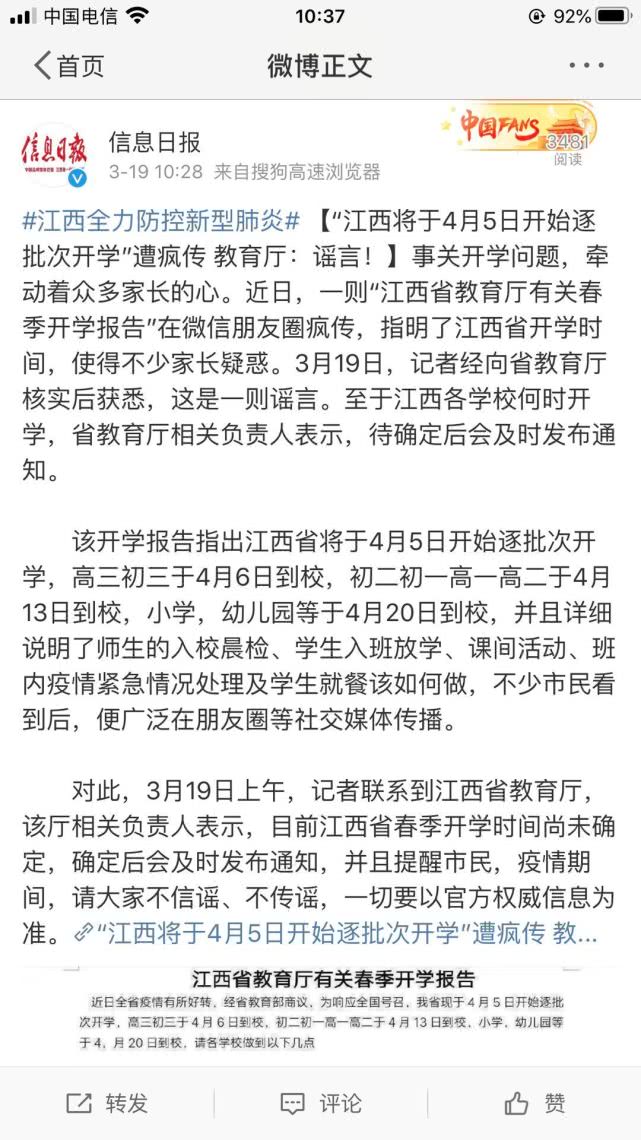 中国电信
10:37
92%
首页
微博正文
信息日报
信息日报
3-19 10:28 来自搜狗高速浏览器
中国FANS
3481
阅读
#江西全力防控新型肺炎# 【“江西将于4月5日开始逐
批次开学”遭疯传 教育厅：谣言！】事关开学问题，牵
动着众多家长的心。近日，一则“江西省教育厅有关春
季开学报告”在微信朋友圈疯传，指明了江西省开学时
间，使得不少家长疑惑。3月19日，记者经向省教育厅
核实后获悉，这是一则谣言。至于江西各学校何时开
学，省教育厅相关负责人表示，待确定后会及时发布通
知。
该开学报告指出江西省将于4月5日开始逐批次开
学，高三初三于4月6日到校，初二初一高一高二于4月
13日到校，小学，幼儿园等于4月20日到校，并且详细
说明了师生的入校晨检、学生入班放学、课间活动、班
内疫情紧急情况处理及学生就餐该如何做，不少市民看
到后，便广泛在朋友圈等社交媒体传播。
对此，3月19日上午，记者联系到江西省教育厅，
该厅相关负责人表示，目前江西省春季开学时间尚未确
定，确定后会及时发布通知，并且提醒市民，疫情期
间，请大家不信谣、不传谣，一切要以官方权威信息为
准。“江西将于4月5日开始逐批次开学”遭疯传 教...
江西省教育厅有关春季开学报告
近日全省疫情有所好转，经省教育部商议，为响应全国号召，我省现于4月5日开始逐批
次开学，高三初三于4月6日到校，初二初一高一高二于4月13日到校，小学，幼儿园等
于4，月20日到校，请各学校做到以下几点
转发
评论
赞